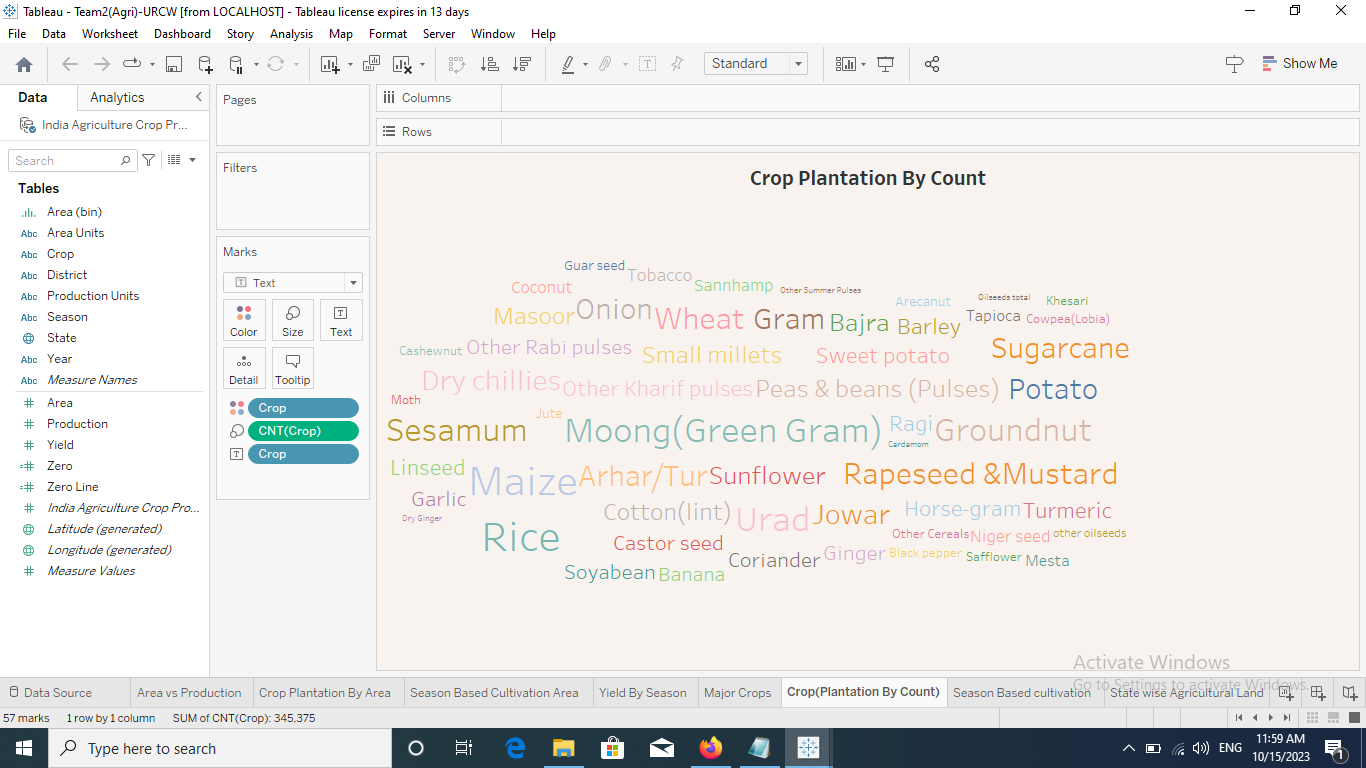 Tableau - Team2(Agri)-URCW [from LOCALHOST] - Tableau license expires in 13 days
File Data Worksheet Dashboard Story Analysis Map Format Server Window Help
Standard
Show Me
Data Analytics
India Agriculture Crop Pr...
Search
Tables
Area (bin)
Abc Area Units
Abc Crop
Abc District
Abc Production Units
Abc Season
State
Abc Year
Abc Measure Names
# Area
# Production
# Yield
=# Zero
=# Zero Line
# India Agriculture Crop Pro...
Latitude (generated)
Longitude (generated)
# Measure Values
Pages
Filters
Marks
T Text
Color Size Text
Detail Tooltip
Crop
CNT(Crop)
T Crop
Columns
Rows
Crop Plantation By Count
Guar seed Tobacco
Coconut Sannhamp Other Summer Pulses Arecanut Oilseeds total Khesari
Masoor Onion Wheat Gram Bajra Barley Tapioca Cowpea(Lobia)
Cashewnut Other Rabi pulses Small millets Sweet potato Sugarcane
Dry chillies Other Kharif pulses Peas & beans (Pulses) Potato
Moth
Jute
Sesamum Moong(Green Gram) Ragi Groundnut
Cardamom
Linseed Maize Arhar/Tur Sunflower Rapeseed &Mustard
Garlic
Dry Ginger Cotton(lint) Urad Jowar Horse-gram Turmeric
Rice Castor seed Other Cereals Niger seed other oilseeds
Coriander Ginger Black pepper Safflower Mesta
Soyabean Banana
Activate Windows
Go to Settings to activate Windows.
Data Source Area vs Production Crop Plantation By Area Season Based Cultivation Area Yield By Season Major Crops Crop(Plantation By Count) Season Based cultivation State wise Agricultural Land
57 marks 1 row by 1 column SUM of CNT(Crop): 345,375
Type here to search
ENG
11:59 AM
10/15/2023
1